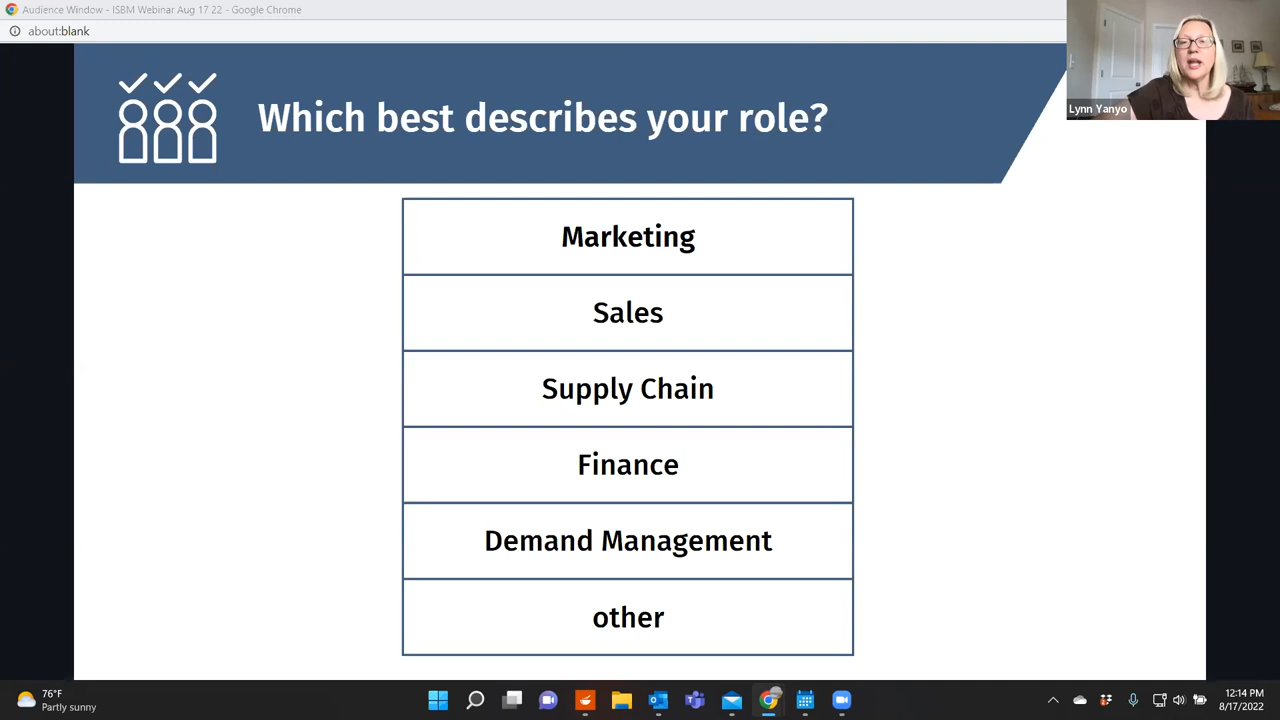 Audience Window - ISBM Webinar Aug 17 22 - Google Chrome
about:blank
Lynn Yanyo
Which best describes your role?
Marketing
Sales
Supply Chain
Finance
Demand Management
other
76°F
Partly sunny
12:14 PM
8/17/2022